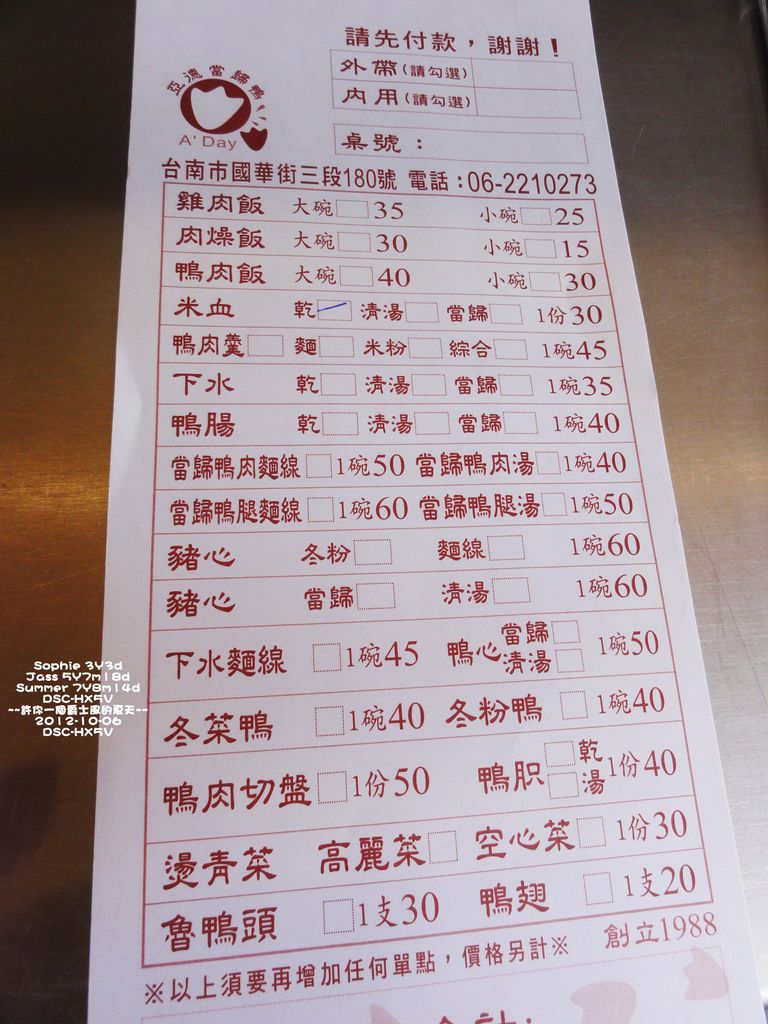 請先付款，謝謝！
外帶(請勾選)
內用(請勾選)
亞德當歸鴨
A' Day
桌號：
台南市國華街三段180號 電話：06-2210273
雞肉飯 大碗 35 小碗 25
肉燥飯 大碗 30 小碗 15
鴨肉飯 大碗 40 小碗 30
米血 乾 清湯 當歸 1份30
鴨肉羹 麵 米粉 綜合 1碗45
下水 乾 清湯 當歸 1碗35
鴨腸 乾 清湯 當歸 1碗40
當歸鴨肉麵線 1碗50 當歸鴨肉湯 1碗40
當歸鴨腿麵線 1碗60 當歸鴨腿湯 1碗50
豬心 冬粉 麵線 1碗60
豬心 當歸 清湯 1碗60
下水麵線 1碗45 鴨心 當歸 清湯 1碗50
冬菜鴨 1碗40 冬粉鴨 1碗40
鴨肉切盤 1份50 鴨胗 乾 湯 1份40
燙青菜 高麗菜 空心菜 1份30
魯鴨頭 1支30 鴨翅 1支20
※以上須要再增加任何單點，價格另計※ 創立1988
合計:
Sophie 3Y3d
Jass 5Y7m18d
Summer 7Y8m14d
DSC-HX5V
~~許你一個爵士風的夏天~~
2012-10-06
DSC-HX5V